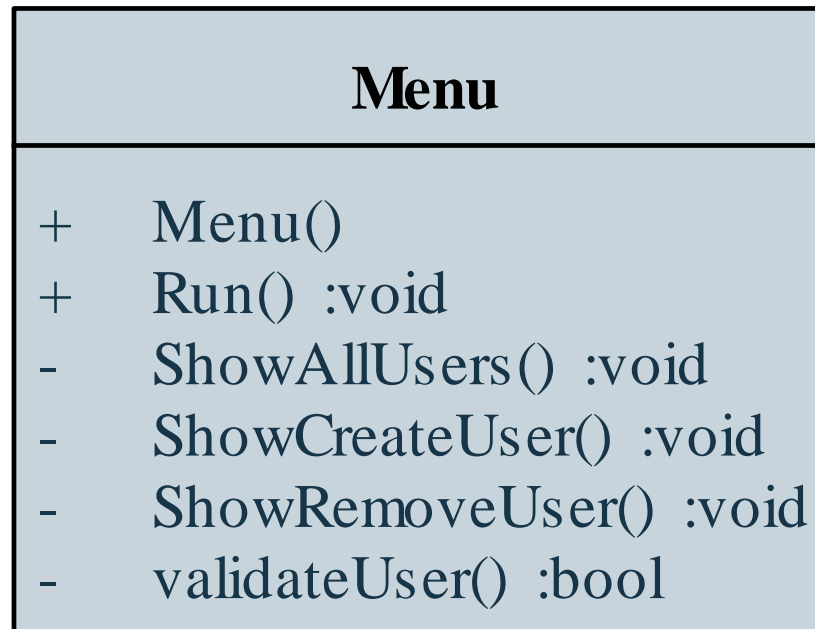 Menu
+ Menu()
+ Run() :void
- ShowAllUsers() :void
- ShowCreateUser() :void
- ShowRemoveUser() :void
- validateUser() :bool